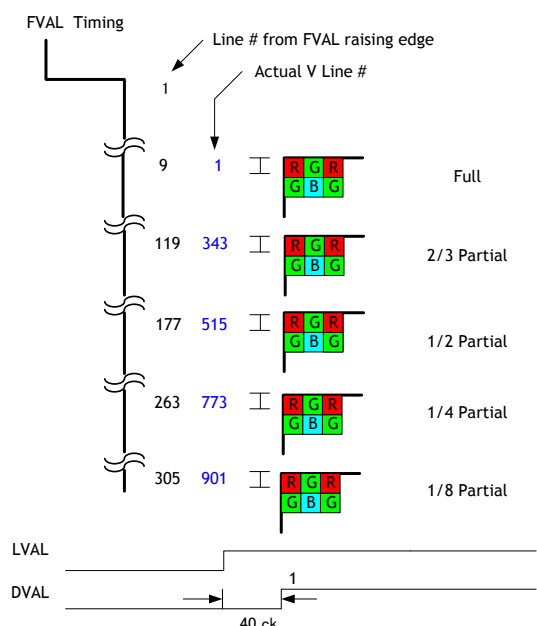 FVAL Timing
Line # from FVAL raising edge
Actual V Line #
1
9 1 R G R Full
G B G
119 343 R G R 2/3 Partial
G B G
177 515 R G R 1/2 Partial
G B G
263 773 R G R 1/4 Partial
G B G
305 901 R G R 1/8 Partial
G B G
LVAL
DVAL 1
40 ck